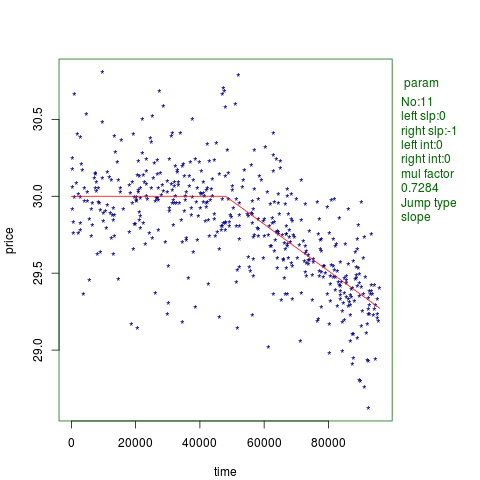 param
No:11
left slp:0
right slp:-1
left int:0
right int:0
mul factor
0.7284
Jump type
slope
price
30.5
30.0
29.5
29.0
0 20000 40000 60000 80000
time